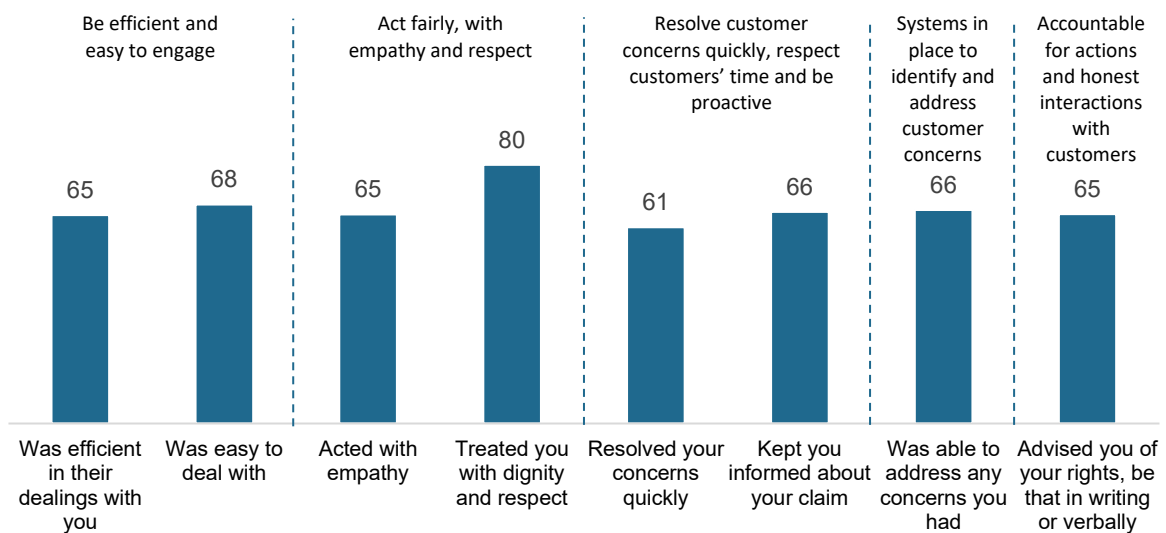 Be efficient and
easy to engage
Act fairly, with
empathy and respect
Resolve customer
concerns quickly, respect
customers’ time and be
proactive
Systems in
place to
identify and
address
customer
concerns
Accountable
for actions
and honest
interactions
with
customers
65
68
65
80
61
66
66
65
Was efficient
in their
dealings with
you
Was easy to
deal with
Acted with
empathy
Treated you
with dignity
and respect
Resolved your
concerns
quickly
Kept you
informed about
your claim
Was able to
address any
concerns you
had
Advised you of
your rights, be
that in writing
or verbally